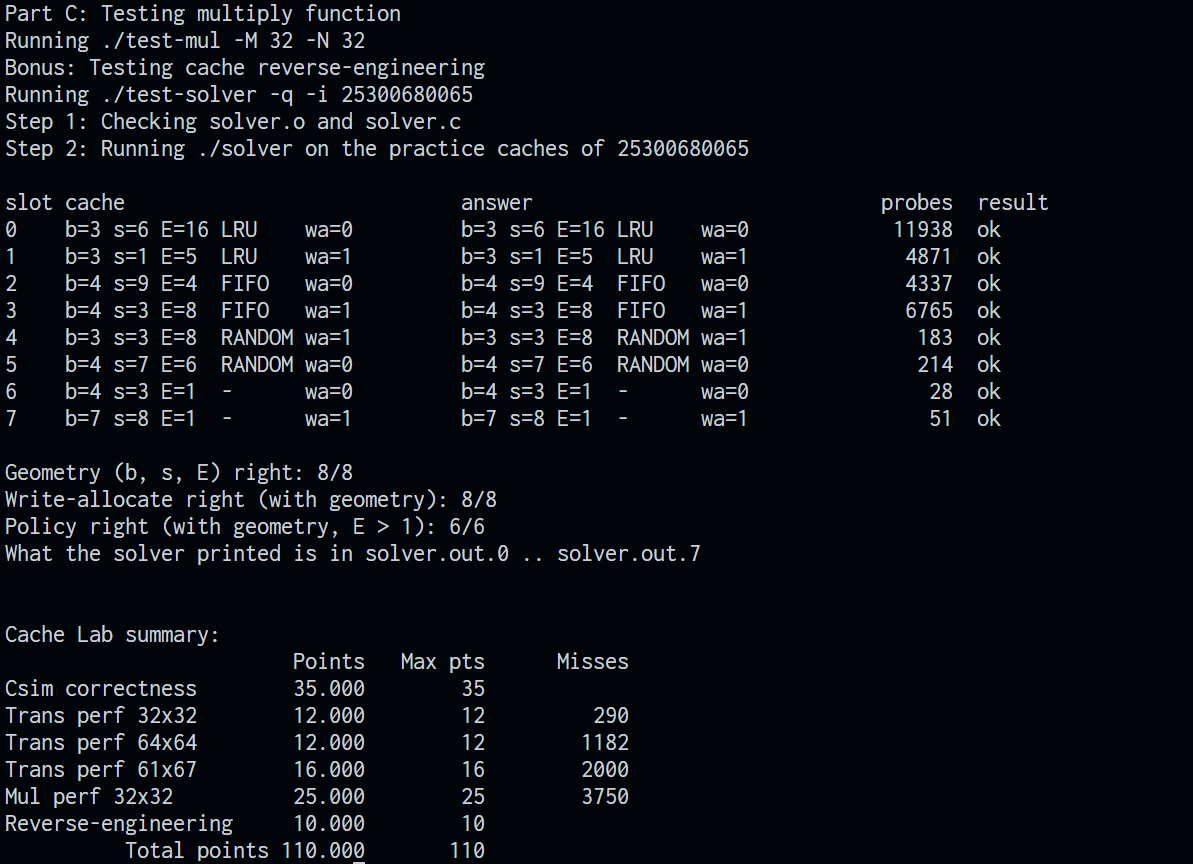 Part C: Testing multiply function
Running ./test-mul -M 32 -N 32
Bonus: Testing cache reverse-engineering
Running ./test-solver -q -i 25300680065
Step 1: Checking solver.o and solver.c
Step 2: Running ./solver on the practice caches of 25300680065
slot cache                            answer                             probes  result
0    b=3 s=6 E=16 LRU    wa=0         b=3 s=6 E=16 LRU    wa=0            11938  ok
1    b=3 s=1 E=5  LRU    wa=1         b=3 s=1 E=5  LRU    wa=1             4871  ok
2    b=4 s=9 E=4  FIFO   wa=0         b=4 s=9 E=4  FIFO   wa=0             4337  ok
3    b=4 s=3 E=8  FIFO   wa=1         b=4 s=3 E=8  FIFO   wa=1             6765  ok
4    b=3 s=3 E=8  RANDOM wa=1         b=3 s=3 E=8  RANDOM wa=1              183  ok
5    b=4 s=7 E=6  RANDOM wa=0         b=4 s=7 E=6  RANDOM wa=0              214  ok
6    b=4 s=3 E=1  -      wa=0         b=4 s=3 E=1  -      wa=0               28  ok
7    b=7 s=8 E=1  -      wa=1         b=7 s=8 E=1  -      wa=1               51  ok
Geometry (b, s, E) right: 8/8
Write-allocate right (with geometry): 8/8
Policy right (with geometry, E > 1): 6/6
What the solver printed is in solver.out.0 .. solver.out.7
Cache Lab summary:
                        Points   Max pts      Misses
Csim correctness        35.000        35
Trans perf 32x32        12.000        12         290
Trans perf 64x64        12.000        12        1182
Trans perf 61x67        16.000        16        2000
Mul perf 32x32          25.000        25        3750
Reverse-engineering     10.000        10
          Total points 110.000       110